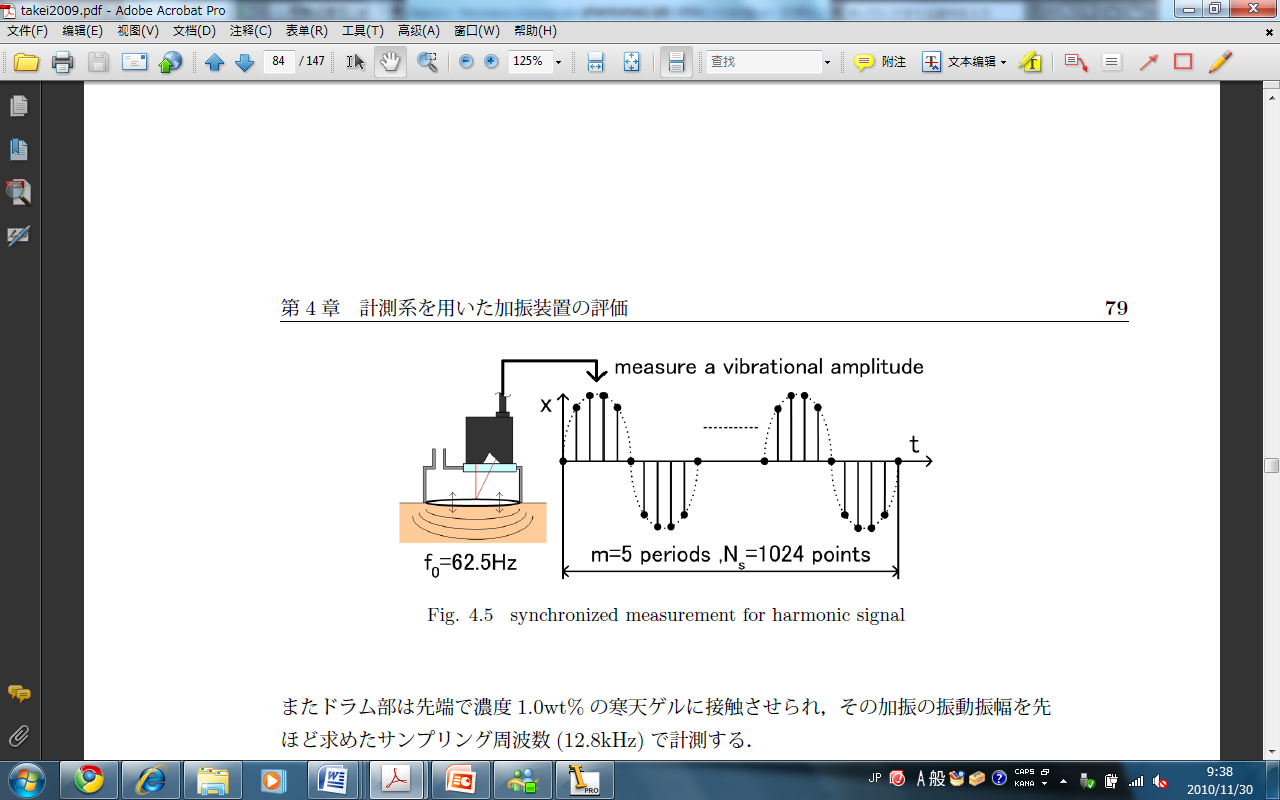 takei2009.pdf - Adobe Acrobat Pro
文件(F) 编辑(E) 视图(V) 文档(D) 注释(C) 表单(R) 工具(T) 高级(A) 窗口(W) 帮助(H)
84 / 147 125% 查找 附注 文本编辑
第 4 章 計測系を用いた加振装置の評価 79
measure a vibrational amplitude
x
t
m=5 periods ,Ns=1024 points
f0=62.5Hz
Fig. 4.5 synchronized measurement for harmonic signal
またドラム部は先端で濃度 1.0wt% の寒天ゲルに接触させられ，その加振の振動振幅を先
ほど求めたサンプリング周波数 (12.8kHz) で計測する．
JP A 般 CAPS KANA 9:38
2010/11/30
PRO